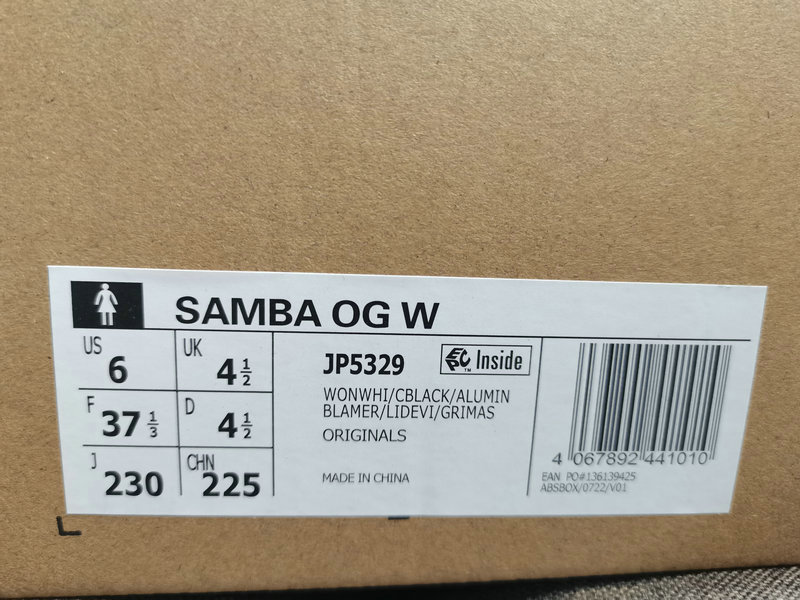 SAMBA OG W
US 6
UK 4 1/2
F 37 1/3
D 4 1/2
J 230
CHN 225
JP5329
EPC™ Inside
WONWHI/CBLACK/ALUMIN
BLAMER/LIDEVI/GRIMAS
ORIGINALS
MADE IN CHINA
4 067892 441010
EAN PO#136139425
ABSBOX/0722/V01